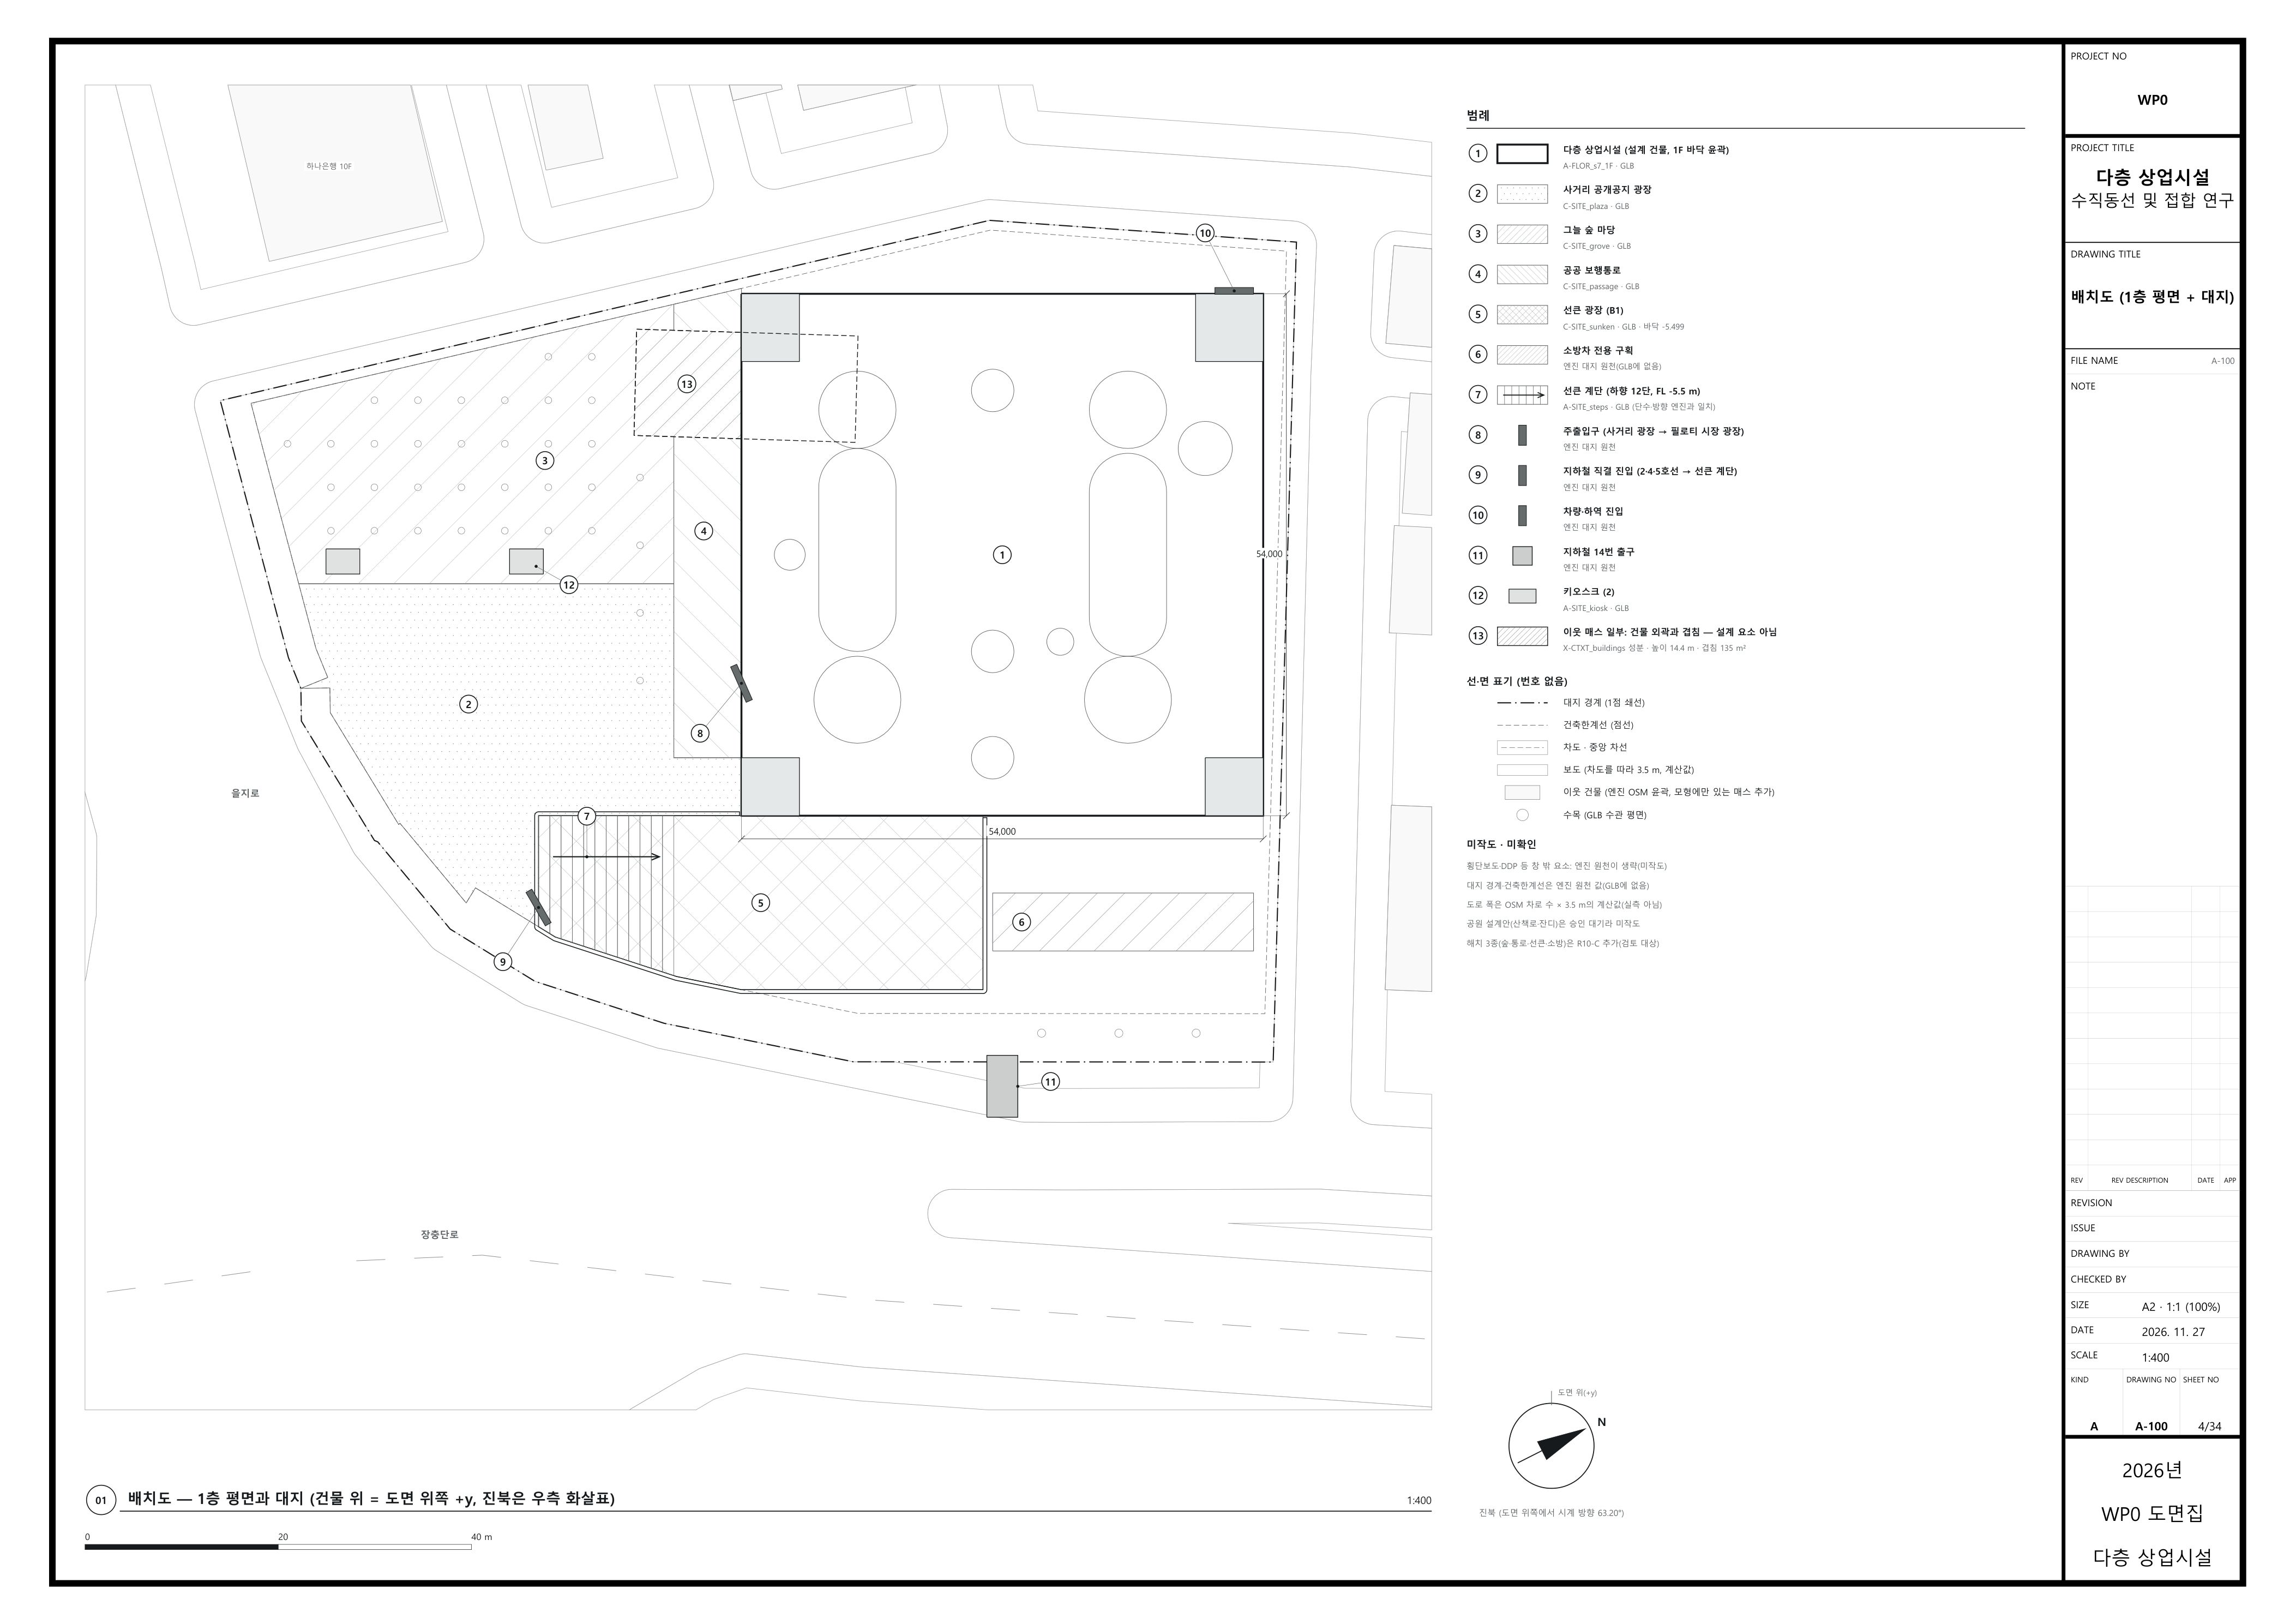 하나은행 10F
10
13
3
4
1
54,000
12
2
8
을지로
7
54,000
5
6
9
11
장충단로
01 배치도 — 1층 평면과 대지 (건물 위 = 도면 위쪽 +y, 진북은 우측 화살표) 1:400
0 20 40 m
범례
1 다층 상업시설 (설계 건물, 1F 바닥 윤곽)
A-FLOR_s7_1F · GLB
2 사거리 공개공지 광장
C-SITE_plaza · GLB
3 그늘 숲 마당
C-SITE_grove · GLB
4 공공 보행통로
C-SITE_passage · GLB
5 선큰 광장 (B1)
C-SITE_sunken · GLB · 바닥 -5.499
6 소방차 전용 구획
엔진 대지 원천(GLB에 없음)
7 선큰 계단 (하향 12단, FL -5.5 m)
A-SITE_steps · GLB (단수·방향 엔진과 일치)
8 주출입구 (사거리 광장 → 필로티 시장 광장)
엔진 대지 원천
9 지하철 직결 진입 (2·4·5호선 → 선큰 계단)
엔진 대지 원천
10 차량·하역 진입
엔진 대지 원천
11 지하철 14번 출구
엔진 대지 원천
12 키오스크 (2)
A-SITE_kiosk · GLB
13 이웃 매스 일부: 건물 외곽과 겹침 — 설계 요소 아님
X-CTXT_buildings 성분 · 높이 14.4 m · 겹침 135 m²
선·면 표기 (번호 없음)
대지 경계 (1점 쇄선)
건축한계선 (점선)
차도 · 중앙 차선
보도 (차도를 따라 3.5 m, 계산값)
이웃 건물 (엔진 OSM 윤곽, 모형에만 있는 매스 추가)
수목 (GLB 수관 평면)
미작도 · 미확인
횡단보도·DDP 등 창 밖 요소: 엔진 원천이 생략(미작도)
대지 경계·건축한계선은 엔진 원천 값(GLB에 없음)
도로 폭은 OSM 차로 수 × 3.5 m의 계산값(실측 아님)
공원 설계안(산책로·잔디)은 승인 대기라 미작도
해치 3종(숲·통로·선큰·소방)은 R10-C 추가(검토 대상)
도면 위(+y)
N
진북 (도면 위쪽에서 시계 방향 63.20°)
PROJECT NO
WP0
PROJECT TITLE
다층 상업시설
수직동선 및 접합 연구
DRAWING TITLE
배치도 (1층 평면 + 대지)
FILE NAME A-100
NOTE
REV REV DESCRIPTION DATE APP
REVISION
ISSUE
DRAWING BY
CHECKED BY
SIZE A2 · 1:1 (100%)
DATE 2026. 11. 27
SCALE 1:400
KIND DRAWING NO SHEET NO
A A-100 4/34
2026년
WP0 도면집
다층 상업시설